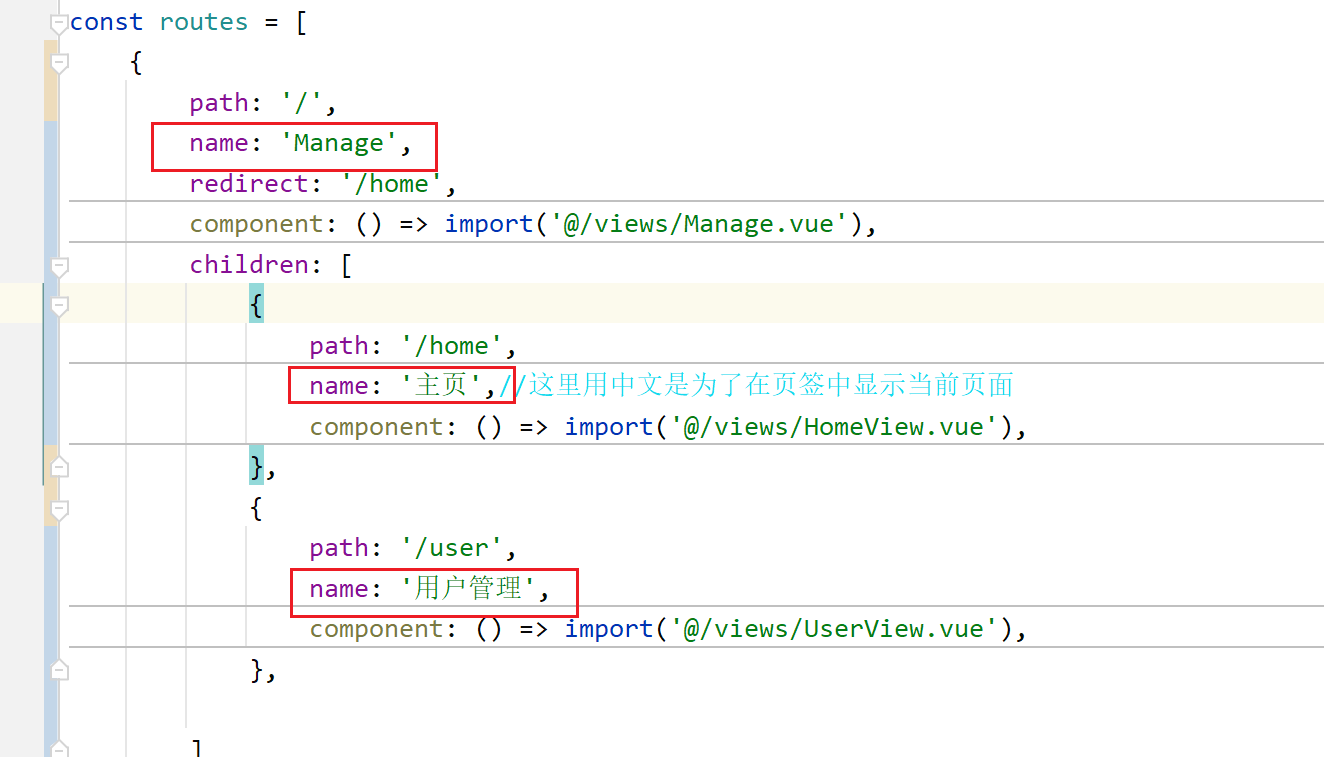 const routes = [
{
path: '/',
name: 'Manage',
redirect: '/home',
component: () => import('@/views/Manage.vue'),
children: [
{
path: '/home',
name: '主页',//这里用中文是为了在页签中显示当前页面
component: () => import('@/views/HomeView.vue'),
},
{
path: '/user',
name: '用户管理',
component: () => import('@/views/UserView.vue'),
},
]